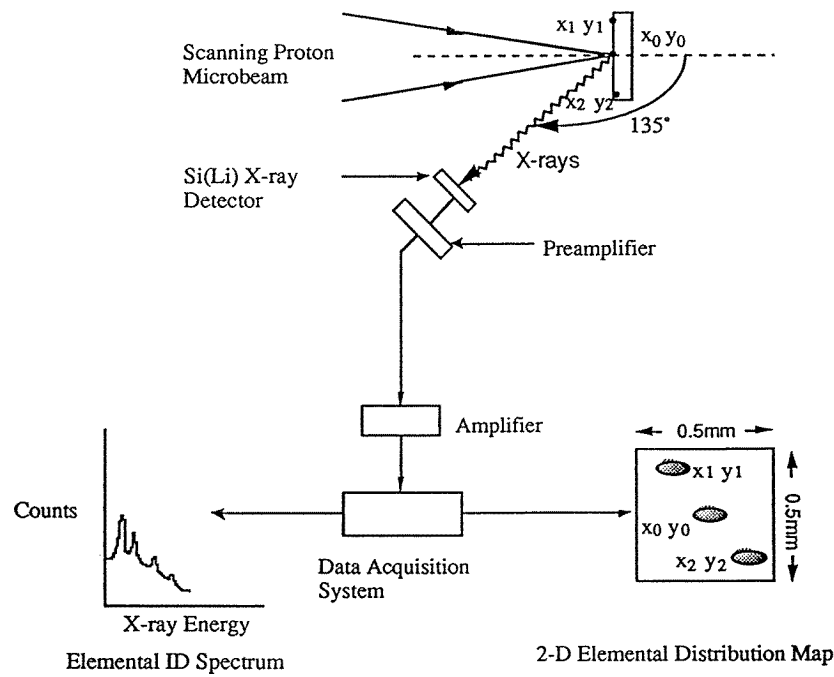 x1 y1
x0 y0
Scanning Proton
Microbeam
x2 y2
135°
X-rays
Si(Li) X-ray
Detector
Preamplifier
Amplifier
0.5mm
x1 y1
0.5mm
Counts
x0 y0
x2 y2
Data Acquisition
System
X-ray Energy
Elemental ID Spectrum
2-D Elemental Distribution Map